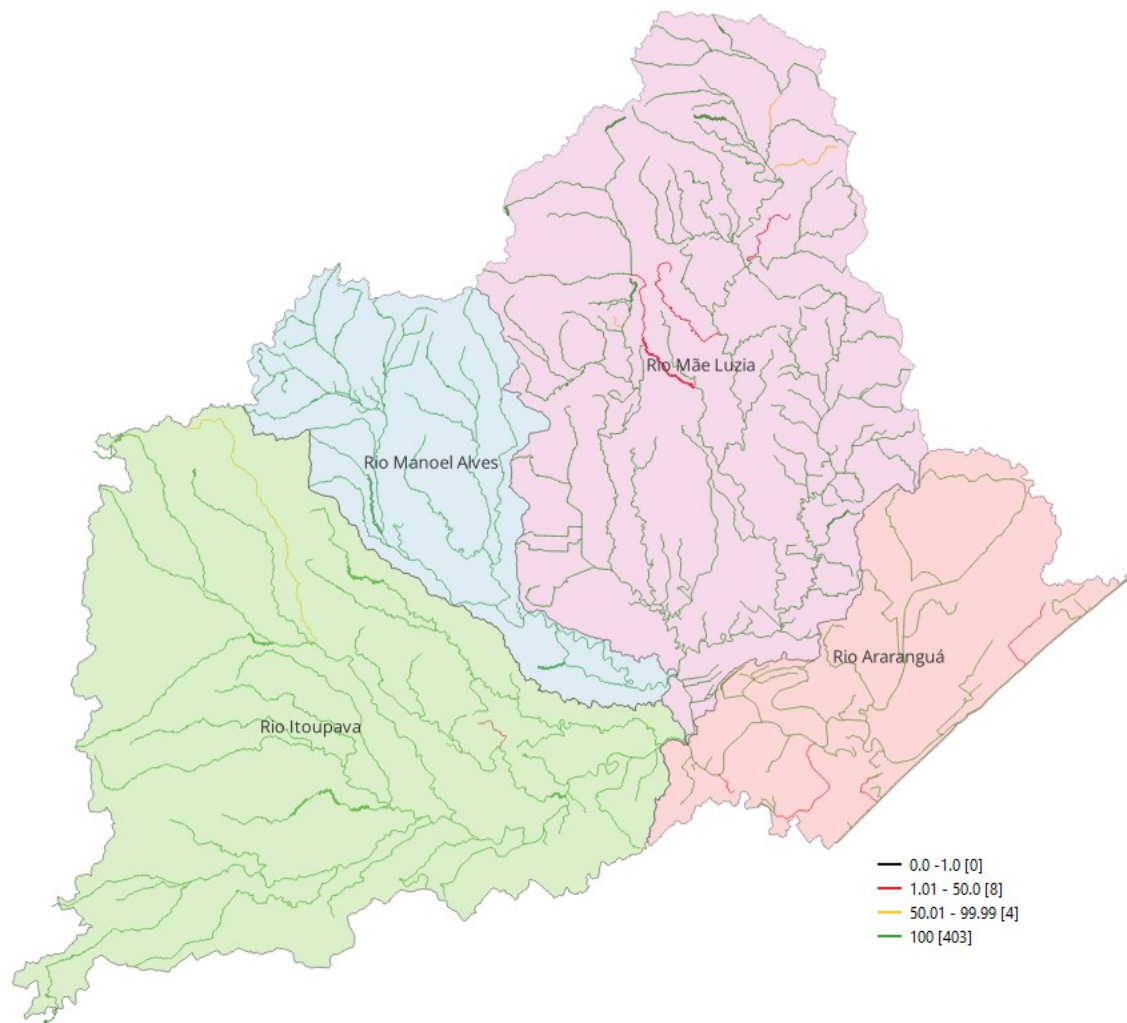 Rio Mãe Luzia
Rio Manoel Alves
Rio Araranguá
Rio Itoupava
0.0 -1.0 [0]
1.01 - 50.0 [8]
50.01 - 99.99 [4]
100 [403]